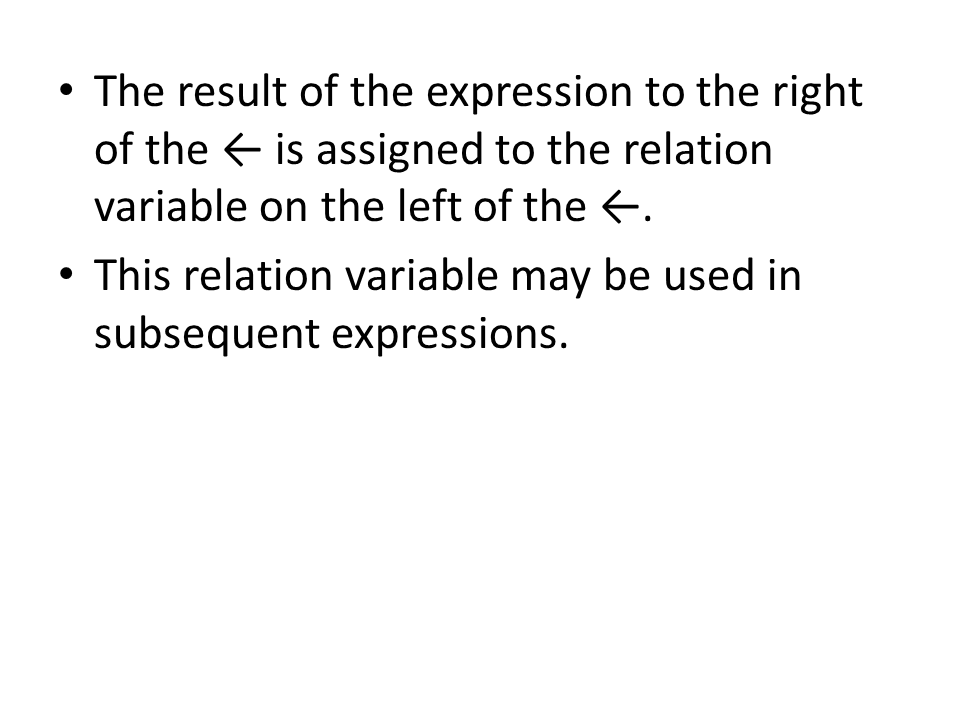 • The result of the expression to the right
of the ← is assigned to the relation
variable on the left of the ←.
• This relation variable may be used in
subsequent expressions.